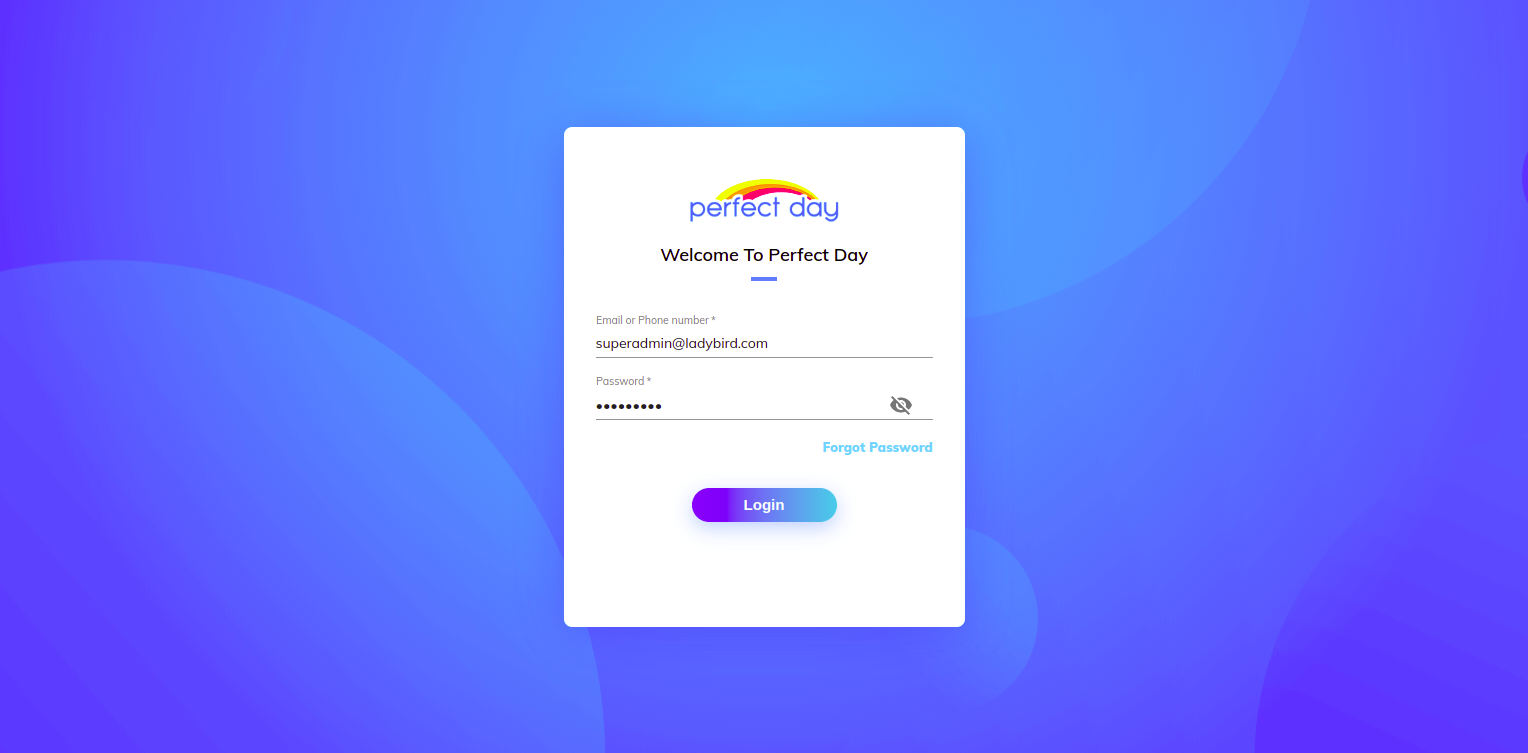 perfect day
Welcome To Perfect Day
Email or Phone number *
superadmin@ladybird.com
Password *
•••••••••
Forgot Password
Login